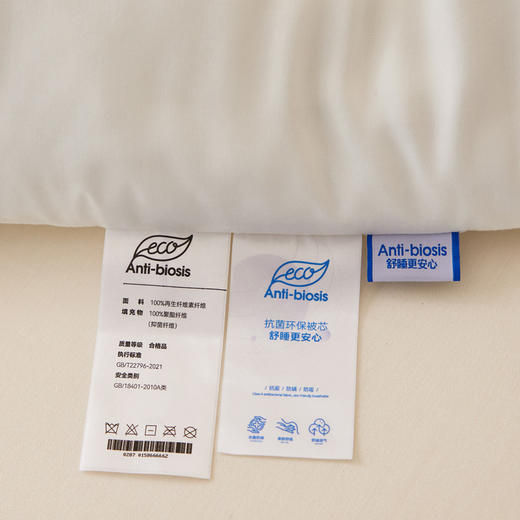 eco
Anti-biosis
面 料 100%再生纤维素纤维
填 充 物 100%聚酯纤维
(抑菌纤维)
质量等级 合格品
执行标准
GB/T22796-2021
安全类别
GB/18401-2010A类
0287 0150666662
eco
Anti-biosis
抗菌环保被芯
舒睡更安心
Anti-biosis
舒睡更安心